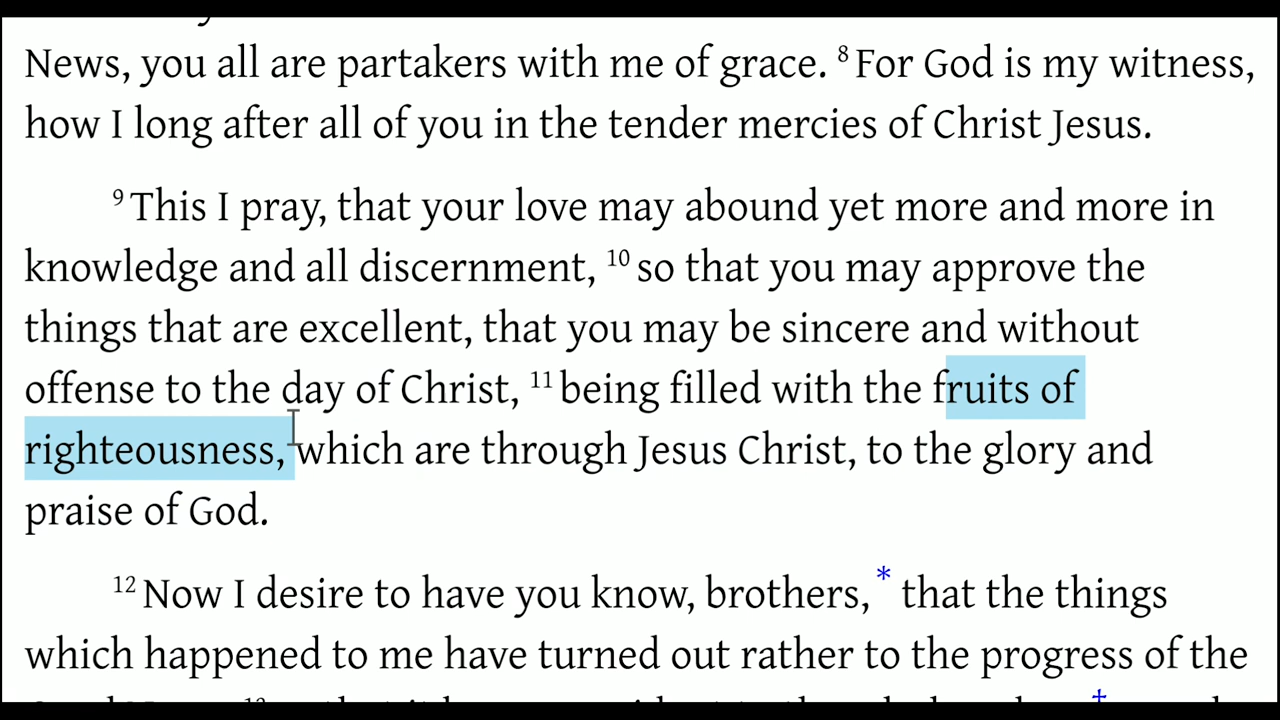 News, you all are partakers with me of grace. ⁸ For God is my witness,
how I long after all of you in the tender mercies of Christ Jesus.
⁹ This I pray, that your love may abound yet more and more in
knowledge and all discernment, ¹⁰ so that you may approve the
things that are excellent, that you may be sincere and without
offense to the day of Christ, ¹¹ being filled with the fruits of
righteousness, which are through Jesus Christ, to the glory and
praise of God.
¹² Now I desire to have you know, brothers,* that the things
which happened to me have turned out rather to the progress of the